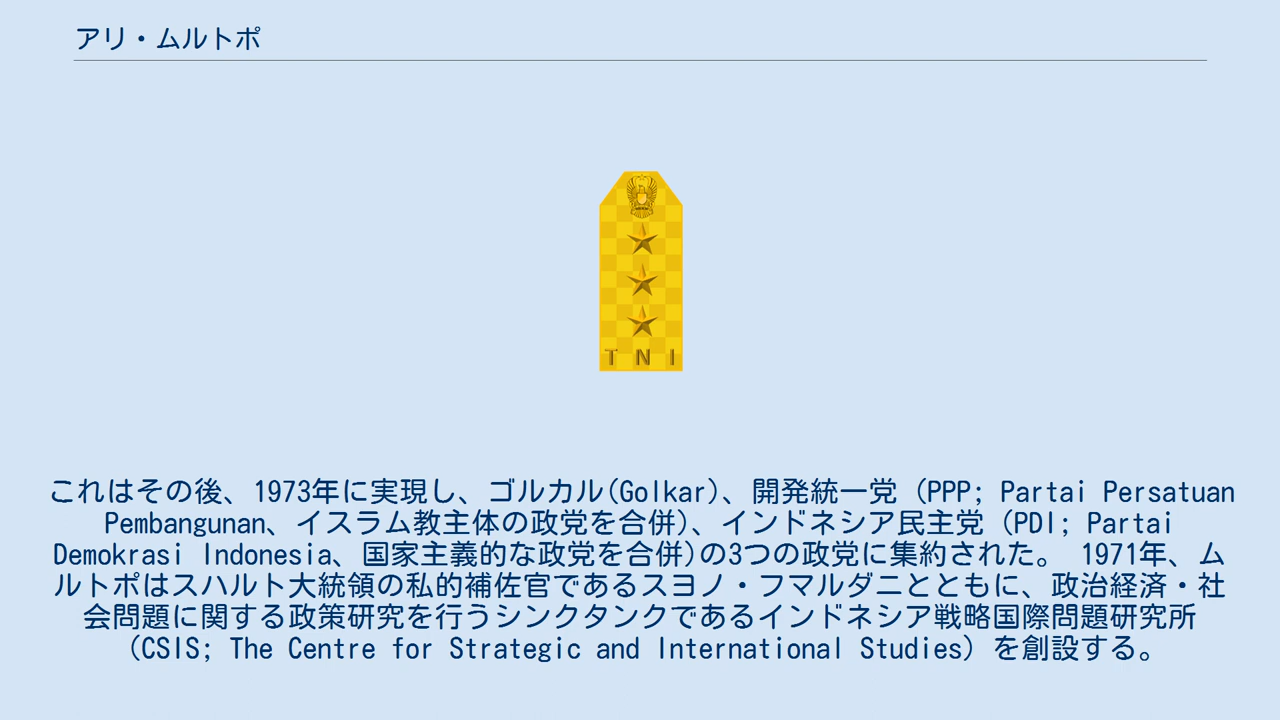 アリ・ムルトポ
T N I
これはその後、1973年に実現し、ゴルカル(Golkar)、開発統一党 (PPP; Partai Persatuan
Pembangunan、イスラム教主体の政党を合併)、インドネシア民主党 (PDI; Partai
Demokrasi Indonesia、国家主義的な政党を合併)の3つの政党に集約された。 1971年、ム
ルトポはスハルト大統領の私的補佐官であるスヨノ・フマルダニとともに、政治経済・社
会問題に関する政策研究を行うシンクタンクであるインドネシア戦略国際問題研究所
(CSIS; The Centre for Strategic and International Studies) を創設する。